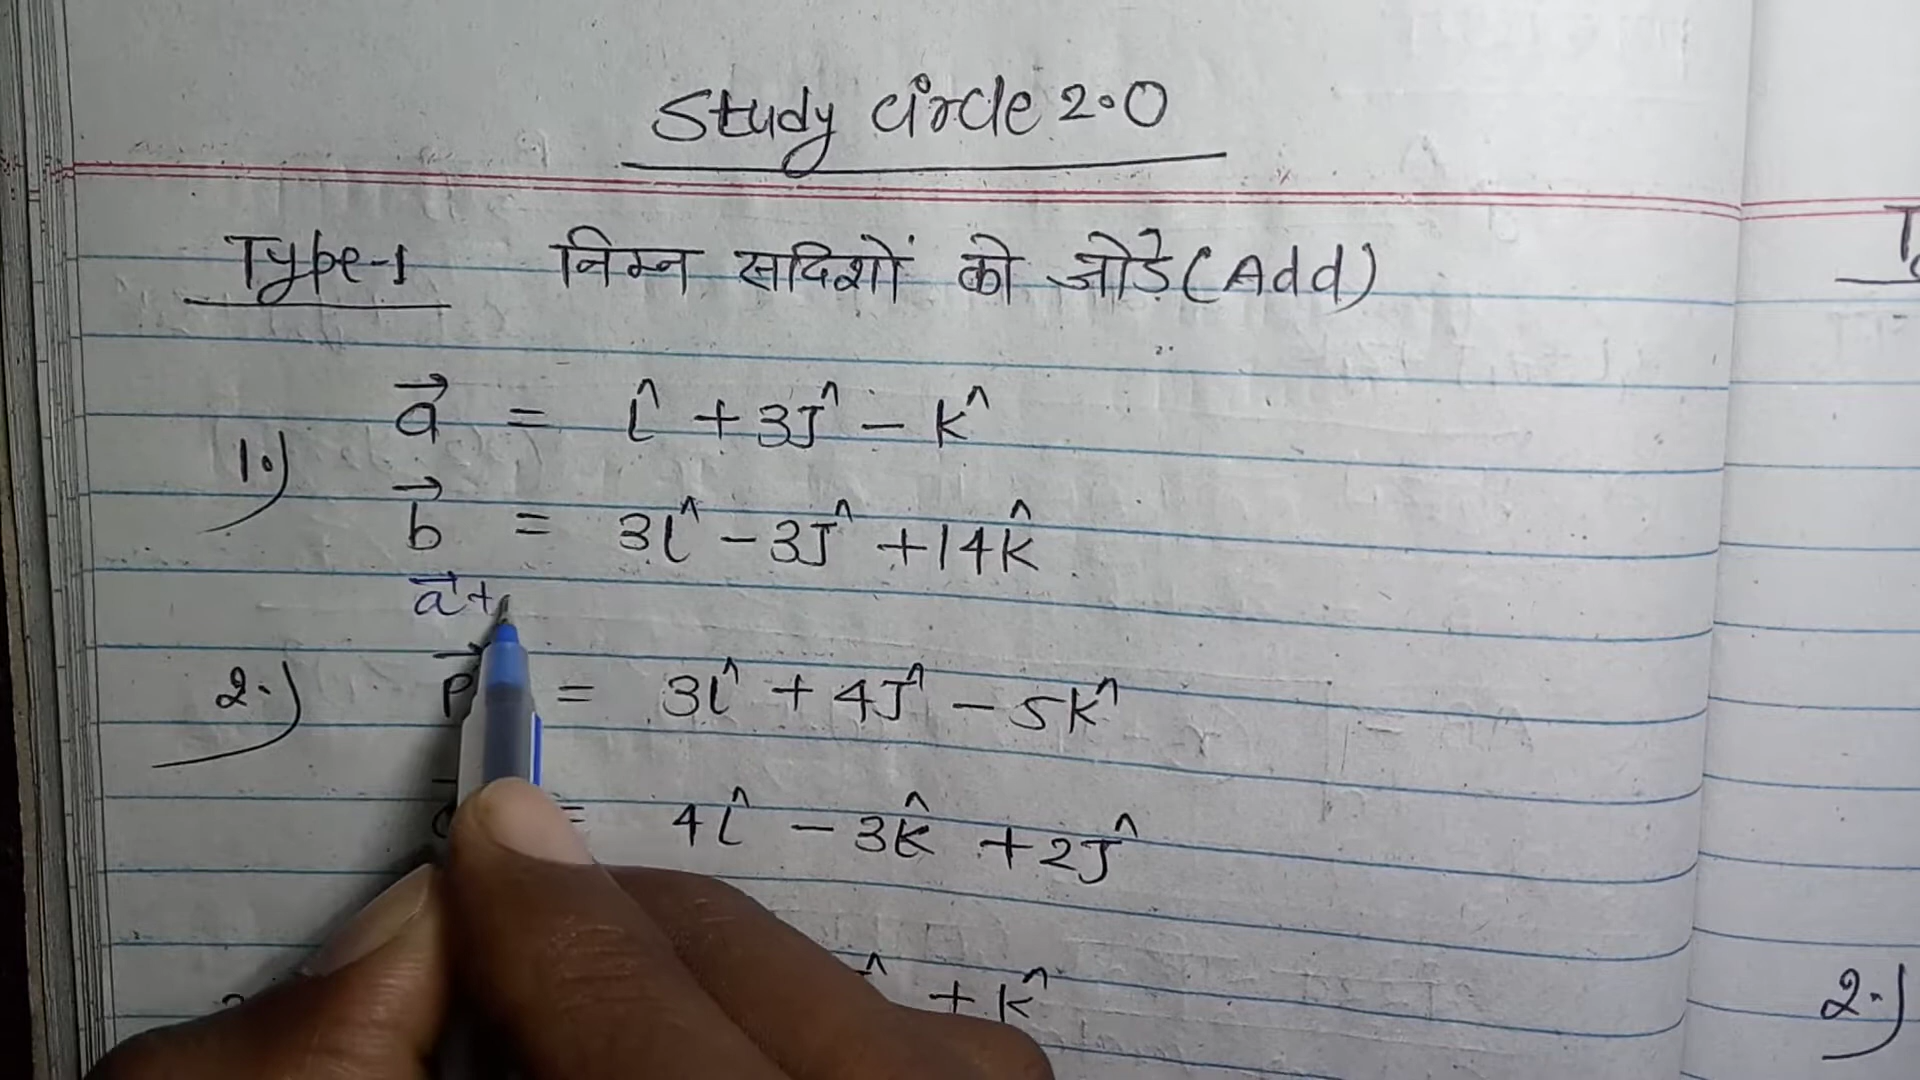 Study Circle 2.0
Type-1 निम्न सदिशों को जोड़े (Add)
1.) a⃗ = î + 3ĵ - k̂
b⃗ = 3î - 3ĵ + 14k̂
a⃗ +
2.) p⃗ = 3î + 4ĵ - 5k̂
= 4î - 3k̂ + 2ĵ
+ k̂
2.)